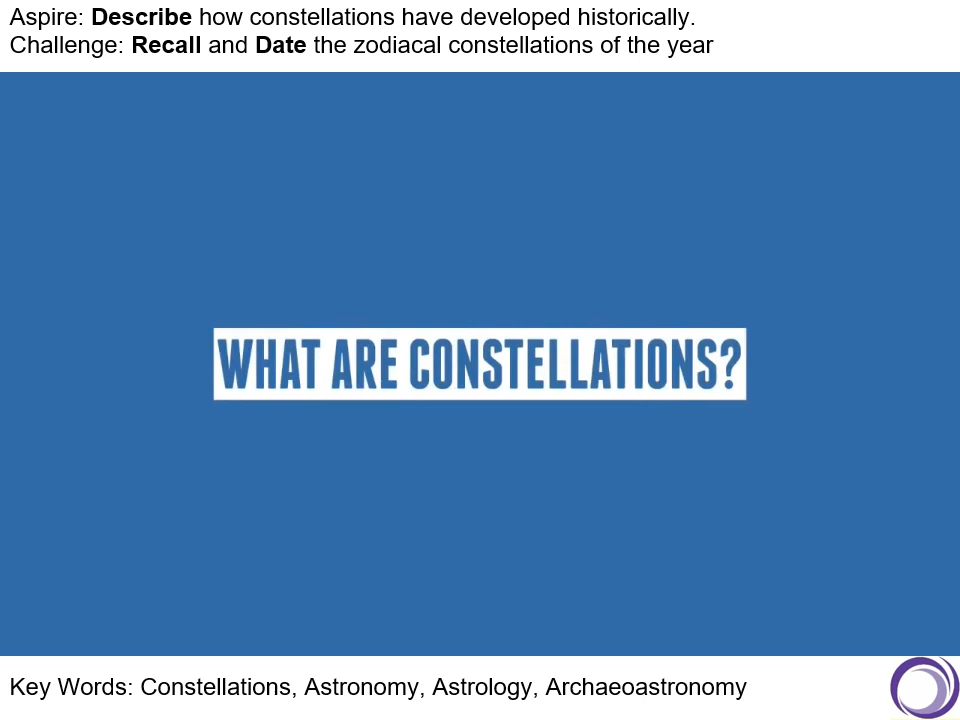 Aspire: Describe how constellations have developed historically.
Challenge: Recall and Date the zodiacal constellations of the year
WHAT ARE CONSTELLATIONS?
Key Words: Constellations, Astronomy, Astrology, Archaeoastronomy